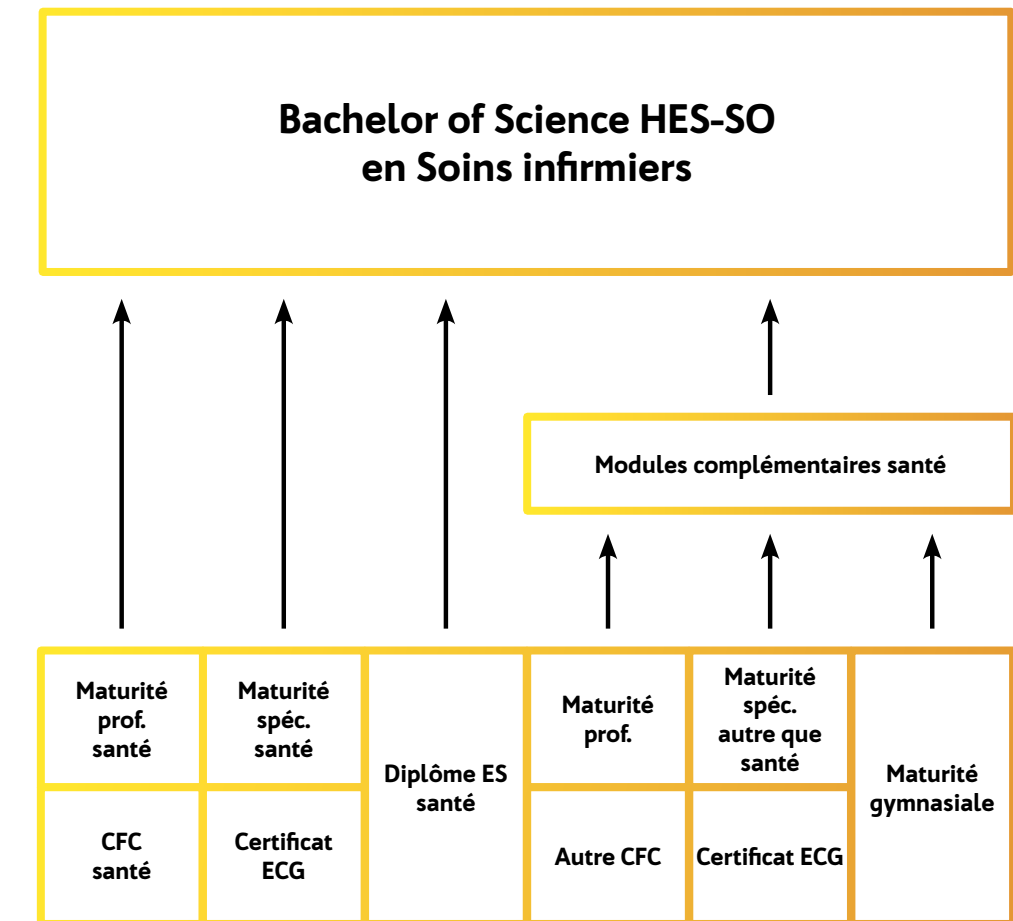 Bachelor of Science HES-SO
en Soins infirmiers
Modules complémentaires santé
Maturité
prof.
santé
Maturité
spéc.
santé
Diplôme ES
santé
Maturité
prof.
Maturité
spéc.
autre que
santé
Maturité
gymnasiale
CFC
santé
Certificat
ECG
Autre CFC
Certificat ECG